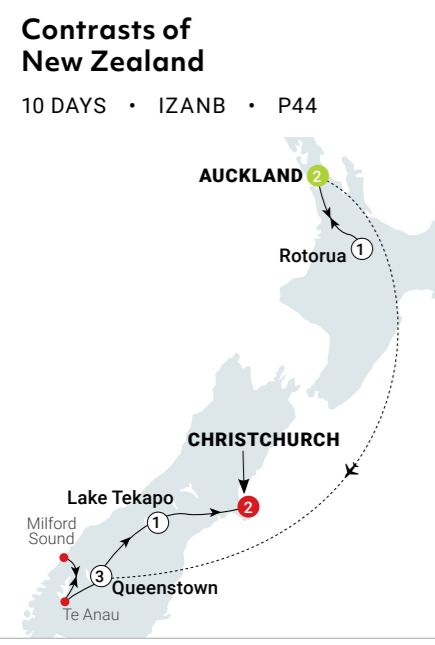 Contrasts of
New Zealand
10 DAYS • IZANB • P44
AUCKLAND 2
Rotorua 1
CHRISTCHURCH
Lake Tekapo
1
2
Milford
Sound
3
Queenstown
Te Anau